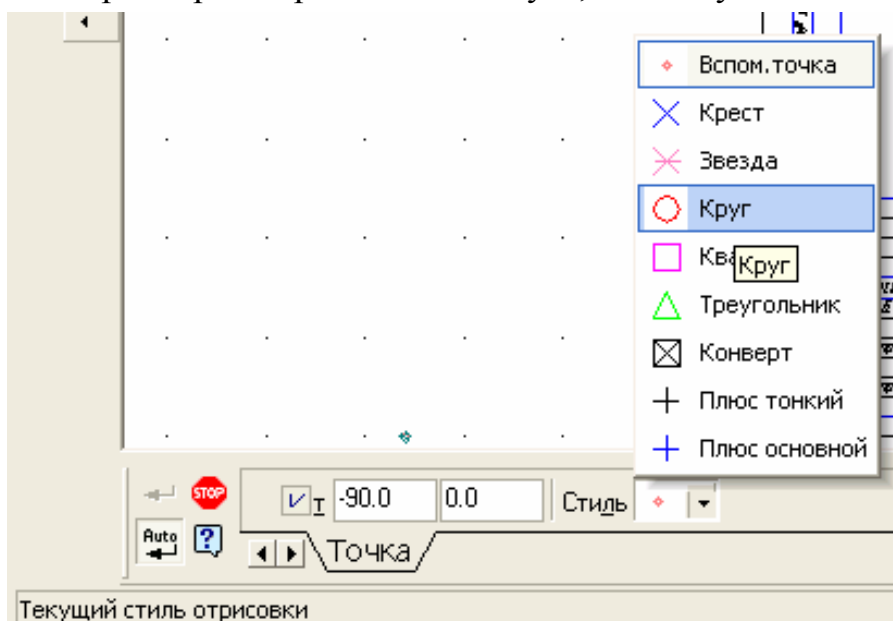 Вспом.точка
Крест
Звезда
Круг
Ква
Круг
Треугольник
Конверт
Плюс тонкий
Плюс основной
STOP
т -90.0 0.0 Стиль
Auto
Точка
Текущий стиль отрисовки